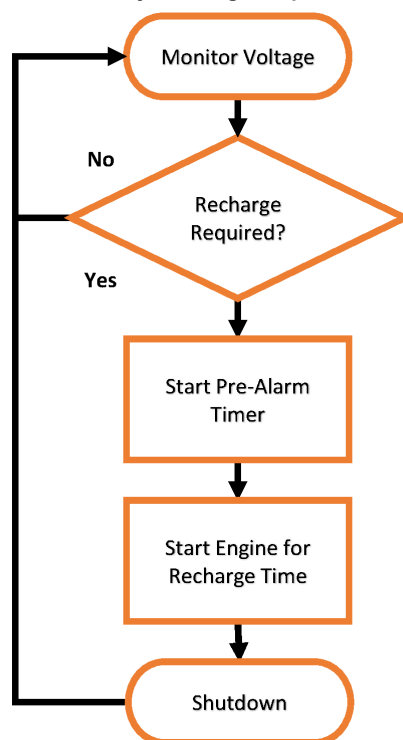 Monitor Voltage
No
Recharge
Required?
Yes
Start Pre-Alarm
Timer
Start Engine for
Recharge Time
Shutdown